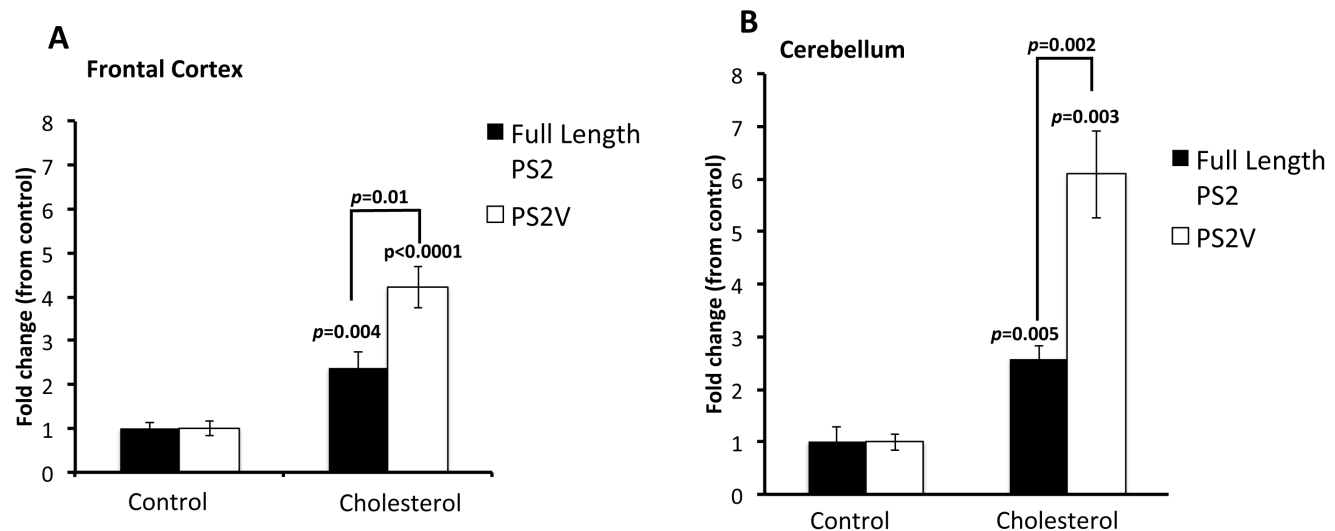 A
Frontal Cortex
Fold change (from control)
8
7
6
5
4
3
2
1
0
p=0.01
p<0.0001
p=0.004
Control
Cholesterol
Full Length
PS2
PS2V
B
Cerebellum
Fold change (from control)
8
7
6
5
4
3
2
1
0
p=0.002
p=0.003
p=0.005
Control
Cholesterol
Full Length
PS2
PS2V